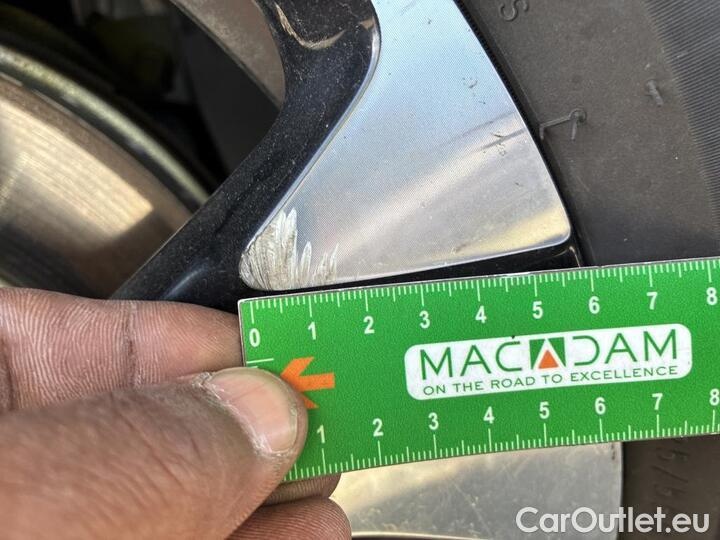 S
0 1 2 3 4 5 6 7 8
MACADAM
ON THE ROAD TO EXCELLENCE
1 2 3 4 5 6 7 8
CarOutlet.eu